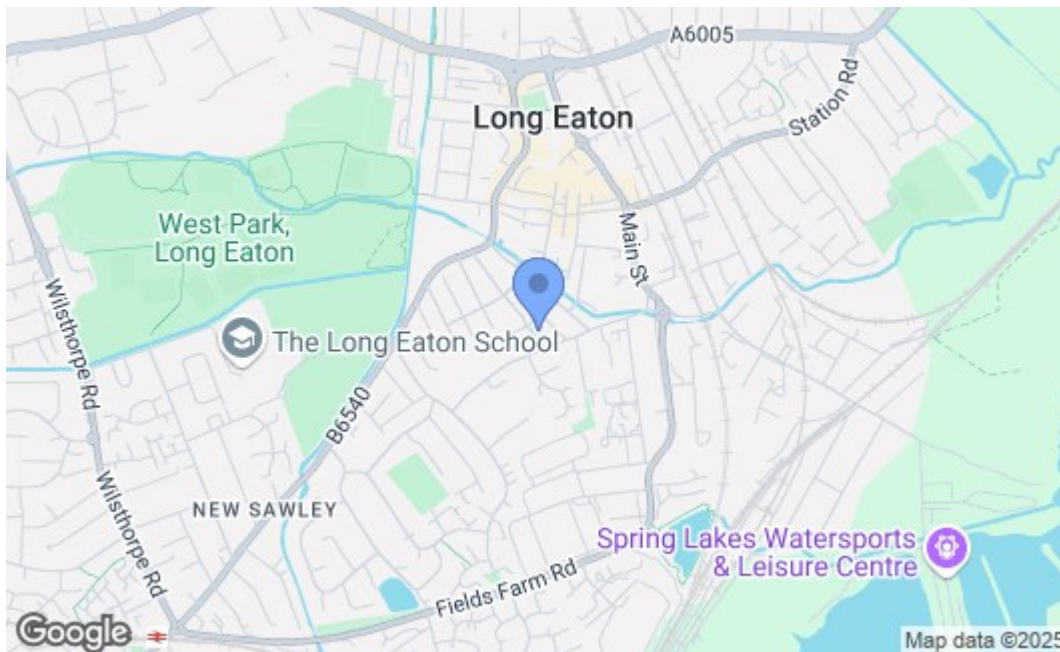 A6005
Long Eaton
Station Rd
West Park,
Long Eaton
Main St
Wilsthorpe Rd
The Long Eaton School
B6540
NEW SAWLEY
Wilsthorpe Rd
Spring Lakes Watersports
& Leisure Centre
Fields Farm Rd
Google
Map data ©2025